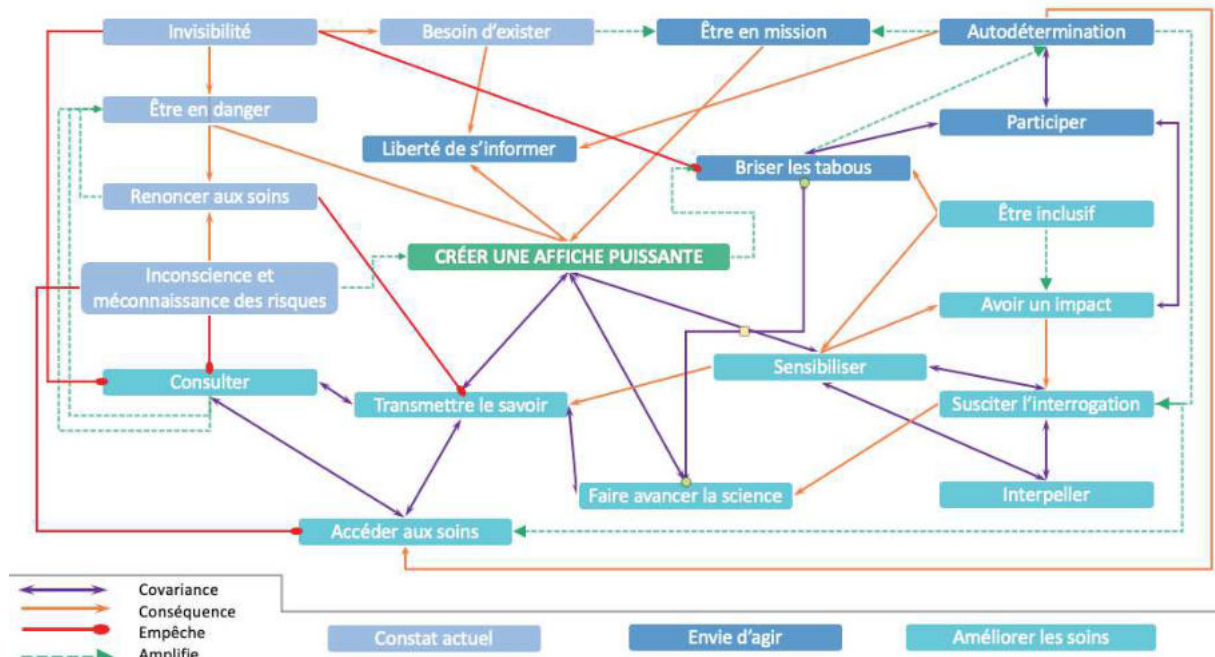 Invisibilité
Besoin d'exister
Être en mission
Autodétermination
Être en danger
Participer
Liberté de s'informer
Briser les tabous
Renoncer aux soins
Être inclusif
CRÉER UNE AFFICHE PUISSANTE
Inconscience et
méconnaissance des risques
Avoir un impact
Sensibiliser
Consulter
Transmettre le savoir
Susciter l'interrogation
Faire avancer la science
Interpeller
Accéder aux soins
Covariance
Conséquence
Empêche
Amplifie
Constat actuel
Envie d'agir
Améliorer les soins